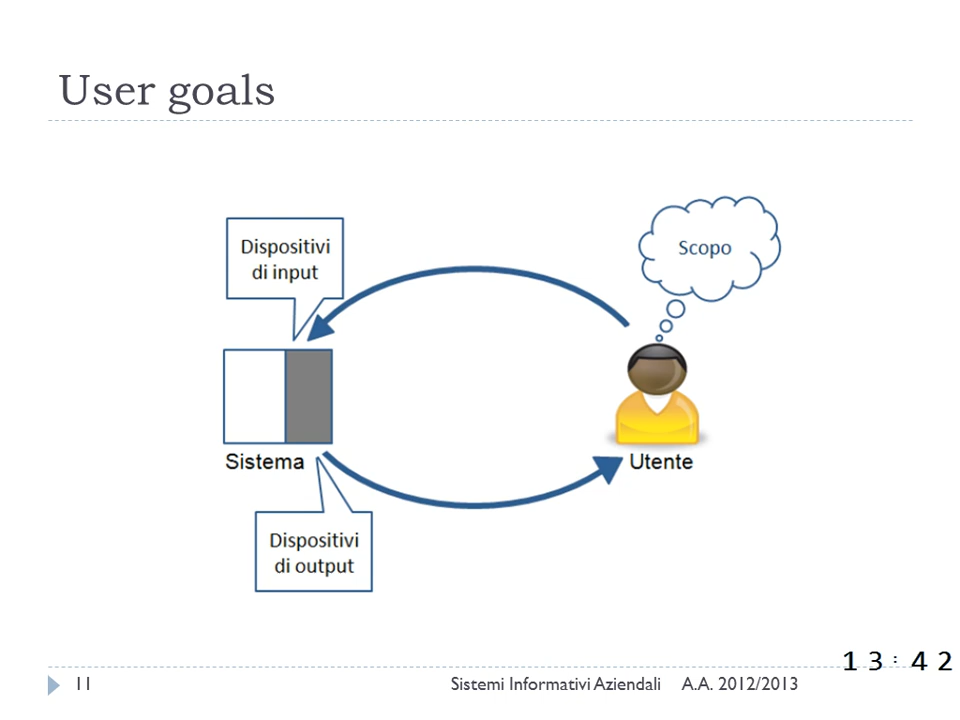 User goals
Dispositivi
di input
Scopo
Sistema
Utente
Dispositivi
di output
11
Sistemi Informativi Aziendali
A.A. 2012/2013
13:42